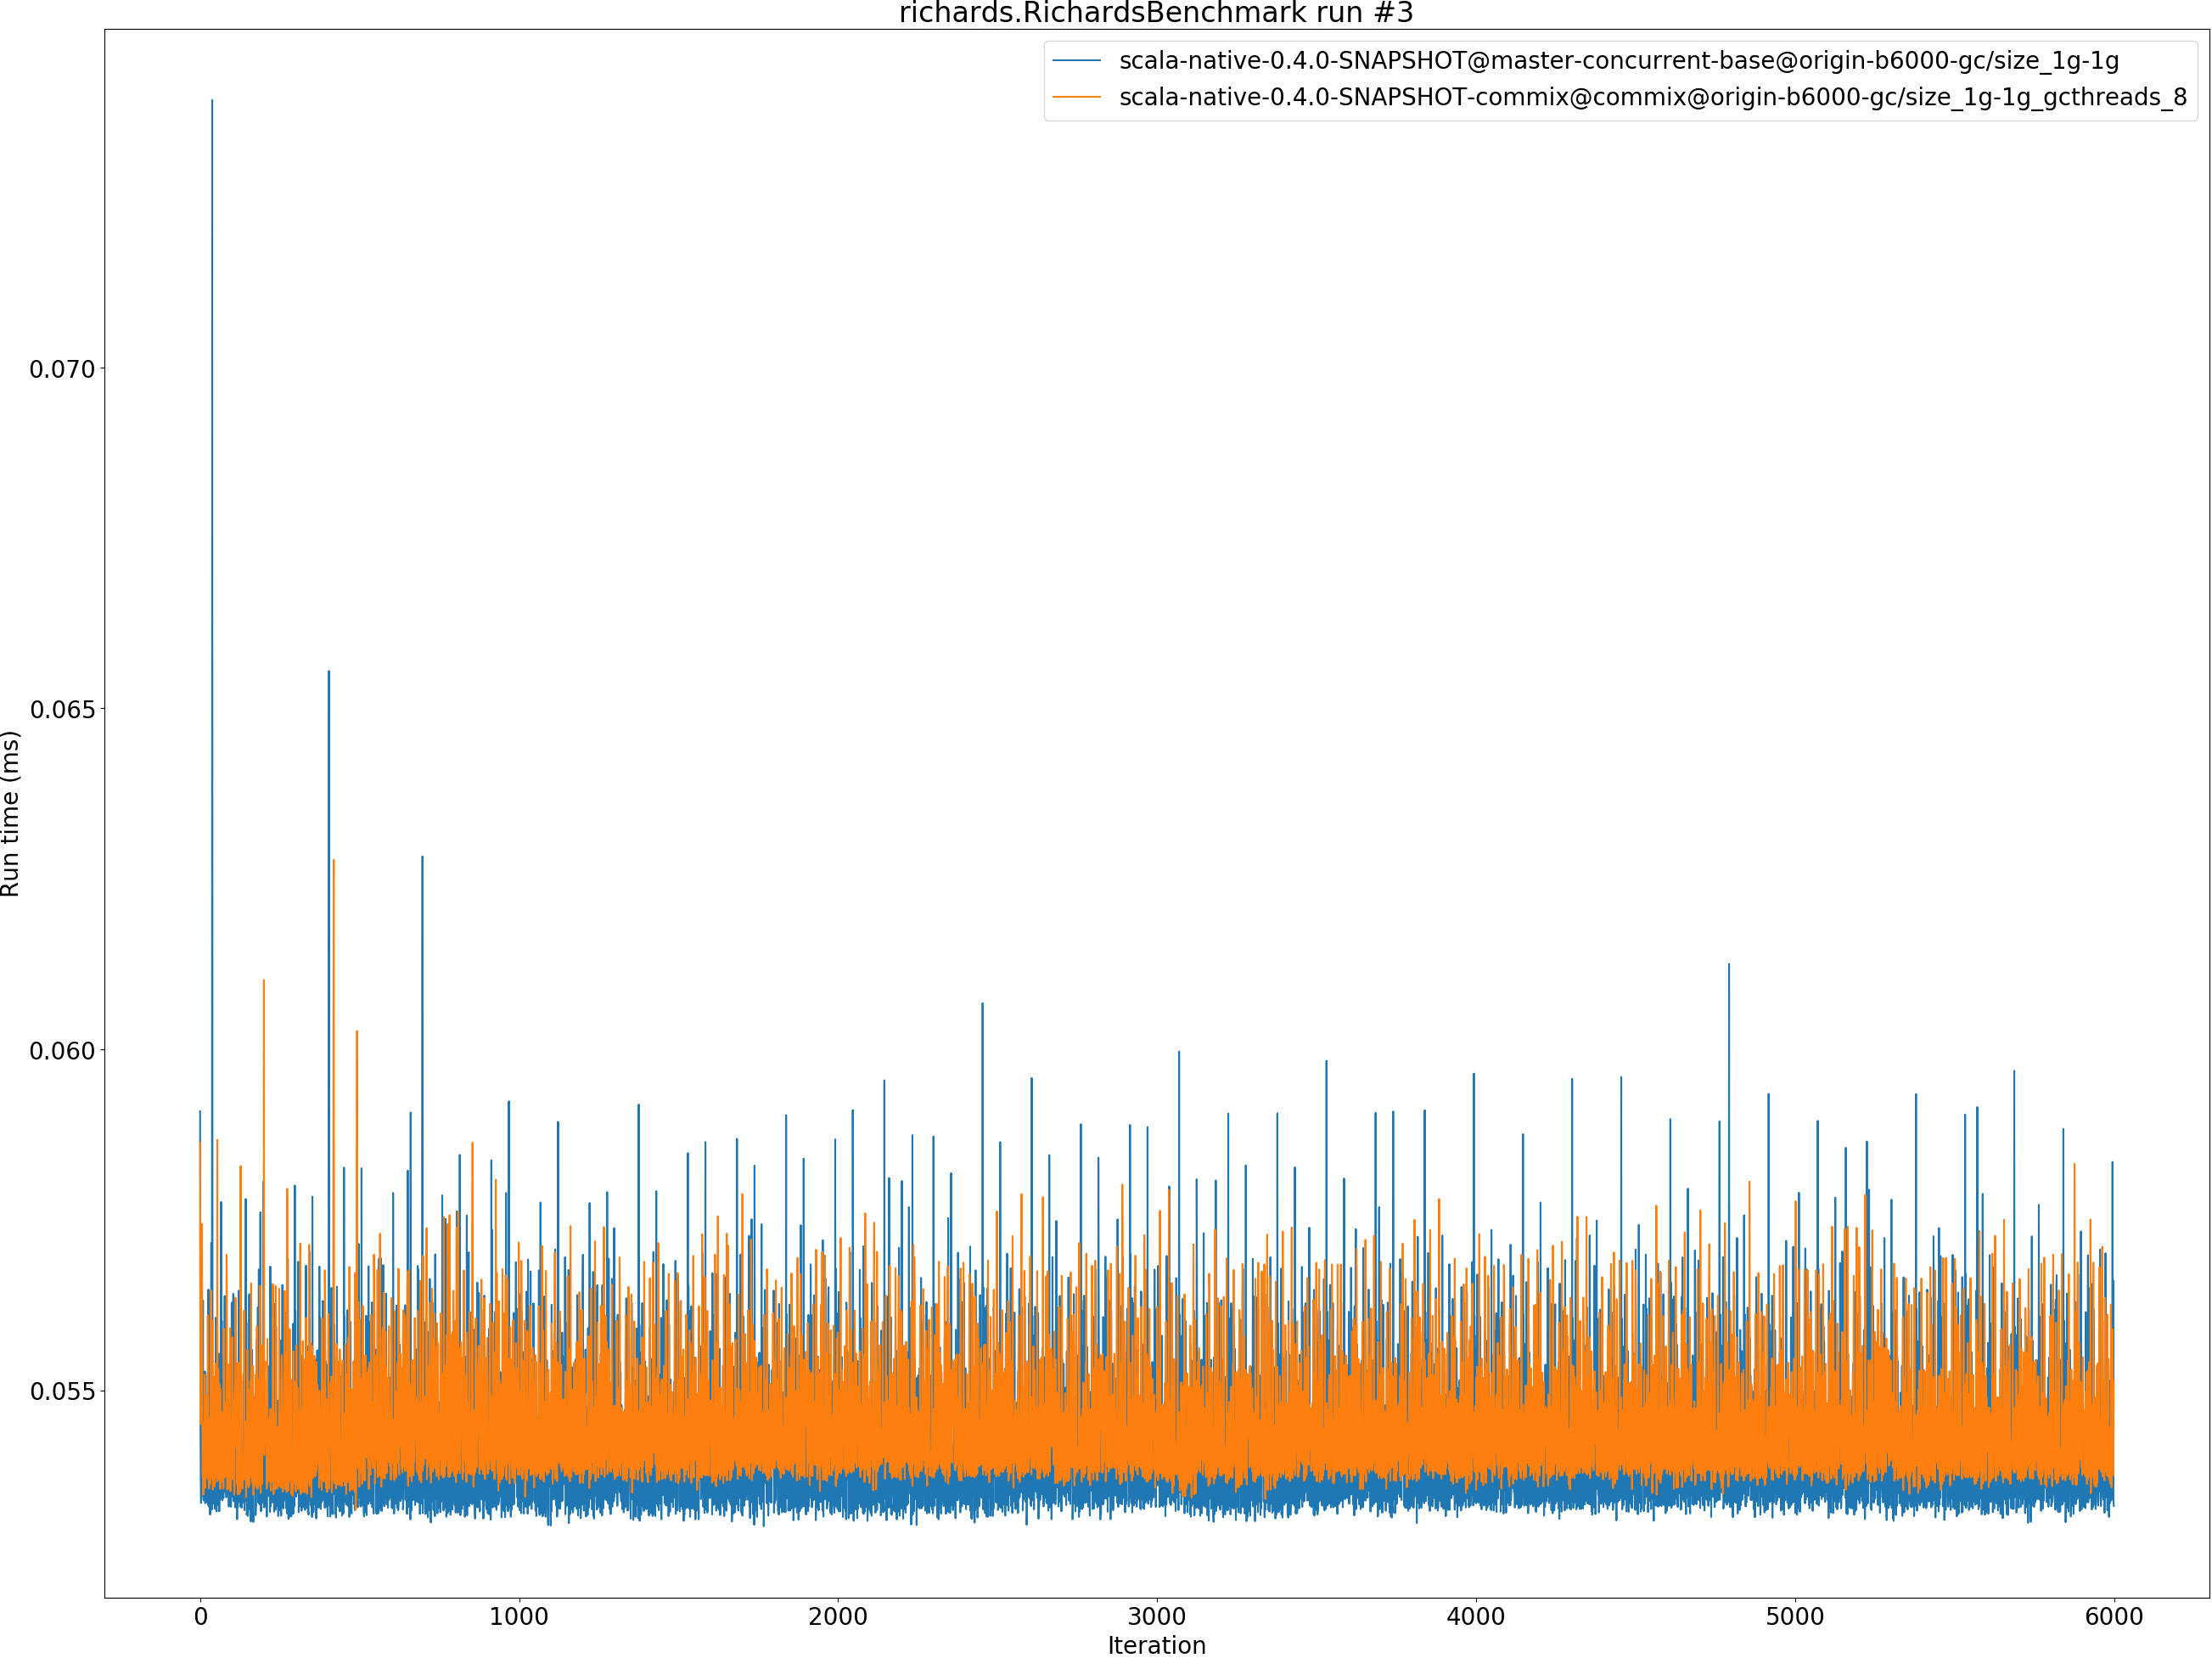 richards.RichardsBenchmark run #3
scala-native-0.4.0-SNAPSHOT@master-concurrent-base@origin-b6000-gc/size_1g-1g
scala-native-0.4.0-SNAPSHOT-commix@commix@origin-b6000-gc/size_1g-1g_gcthreads_8
0.070
0.065
0.060
0.055
Run time (ms)
0
1000
2000
3000
4000
5000
6000
Iteration